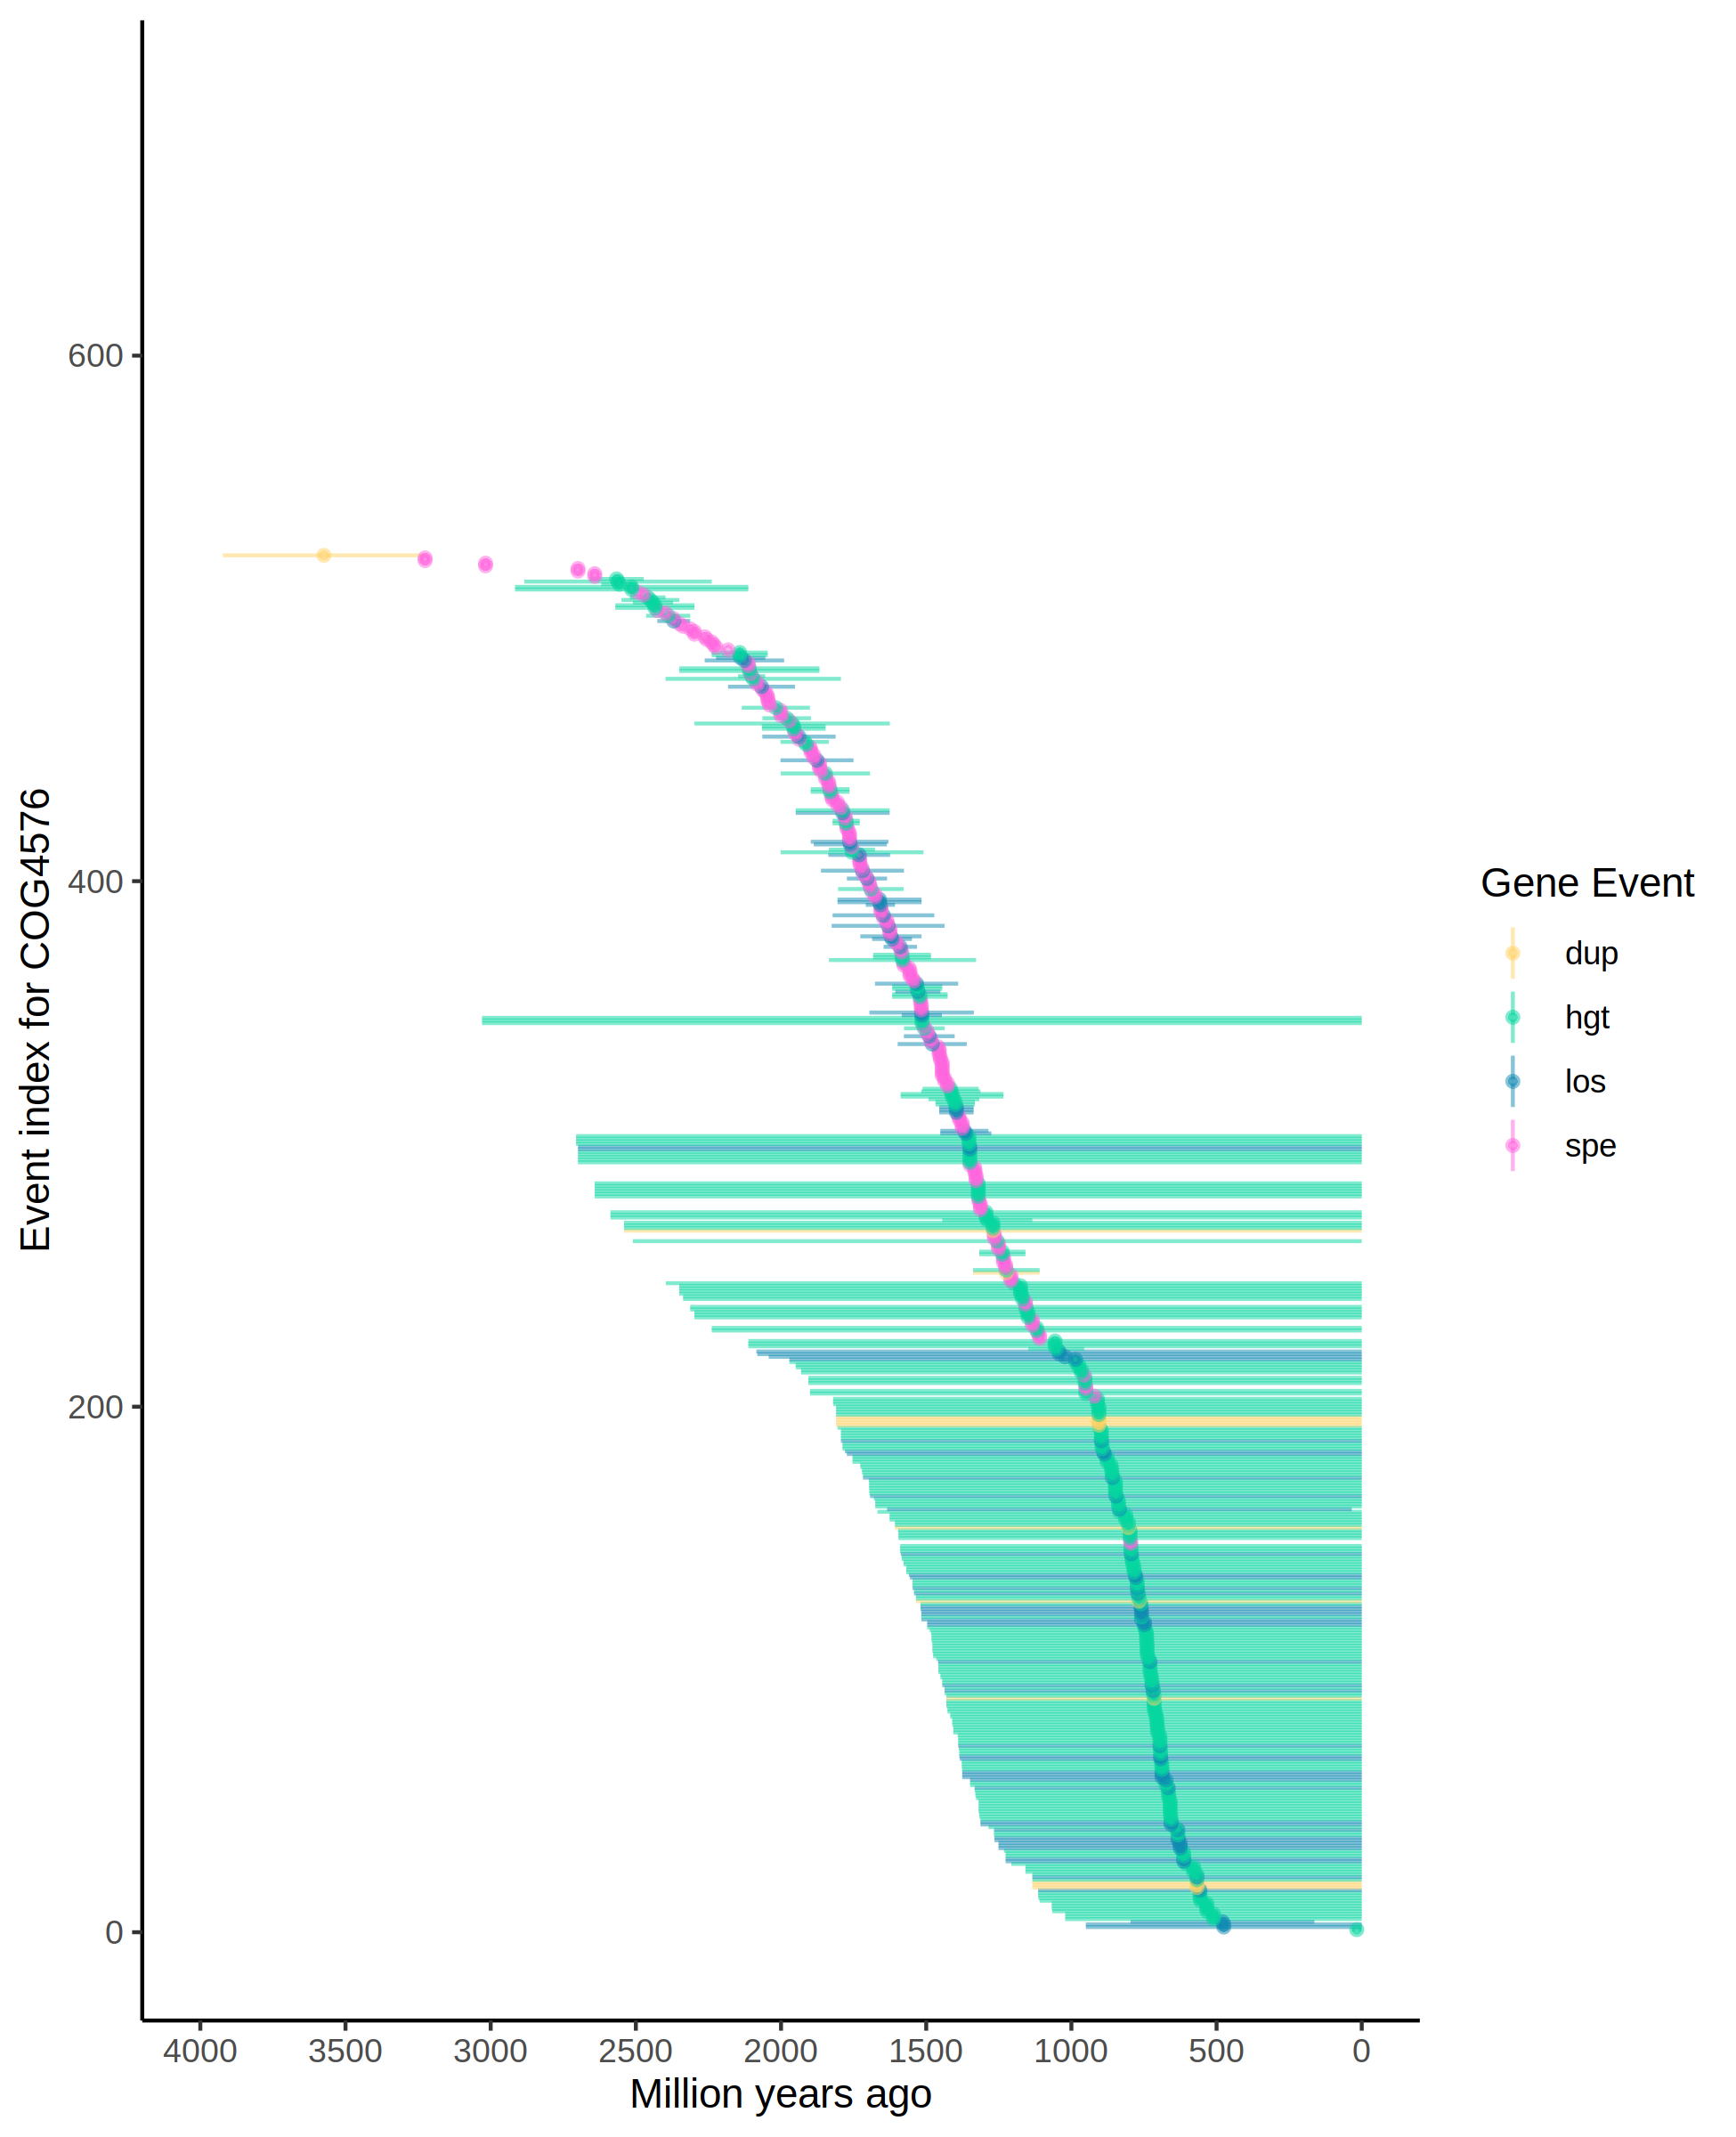 600
400
200
0
Event index for COG4576
4000 3500 3000 2500 2000 1500 1000 500 0
Million years ago
Gene Event
dup
hgt
los
spe